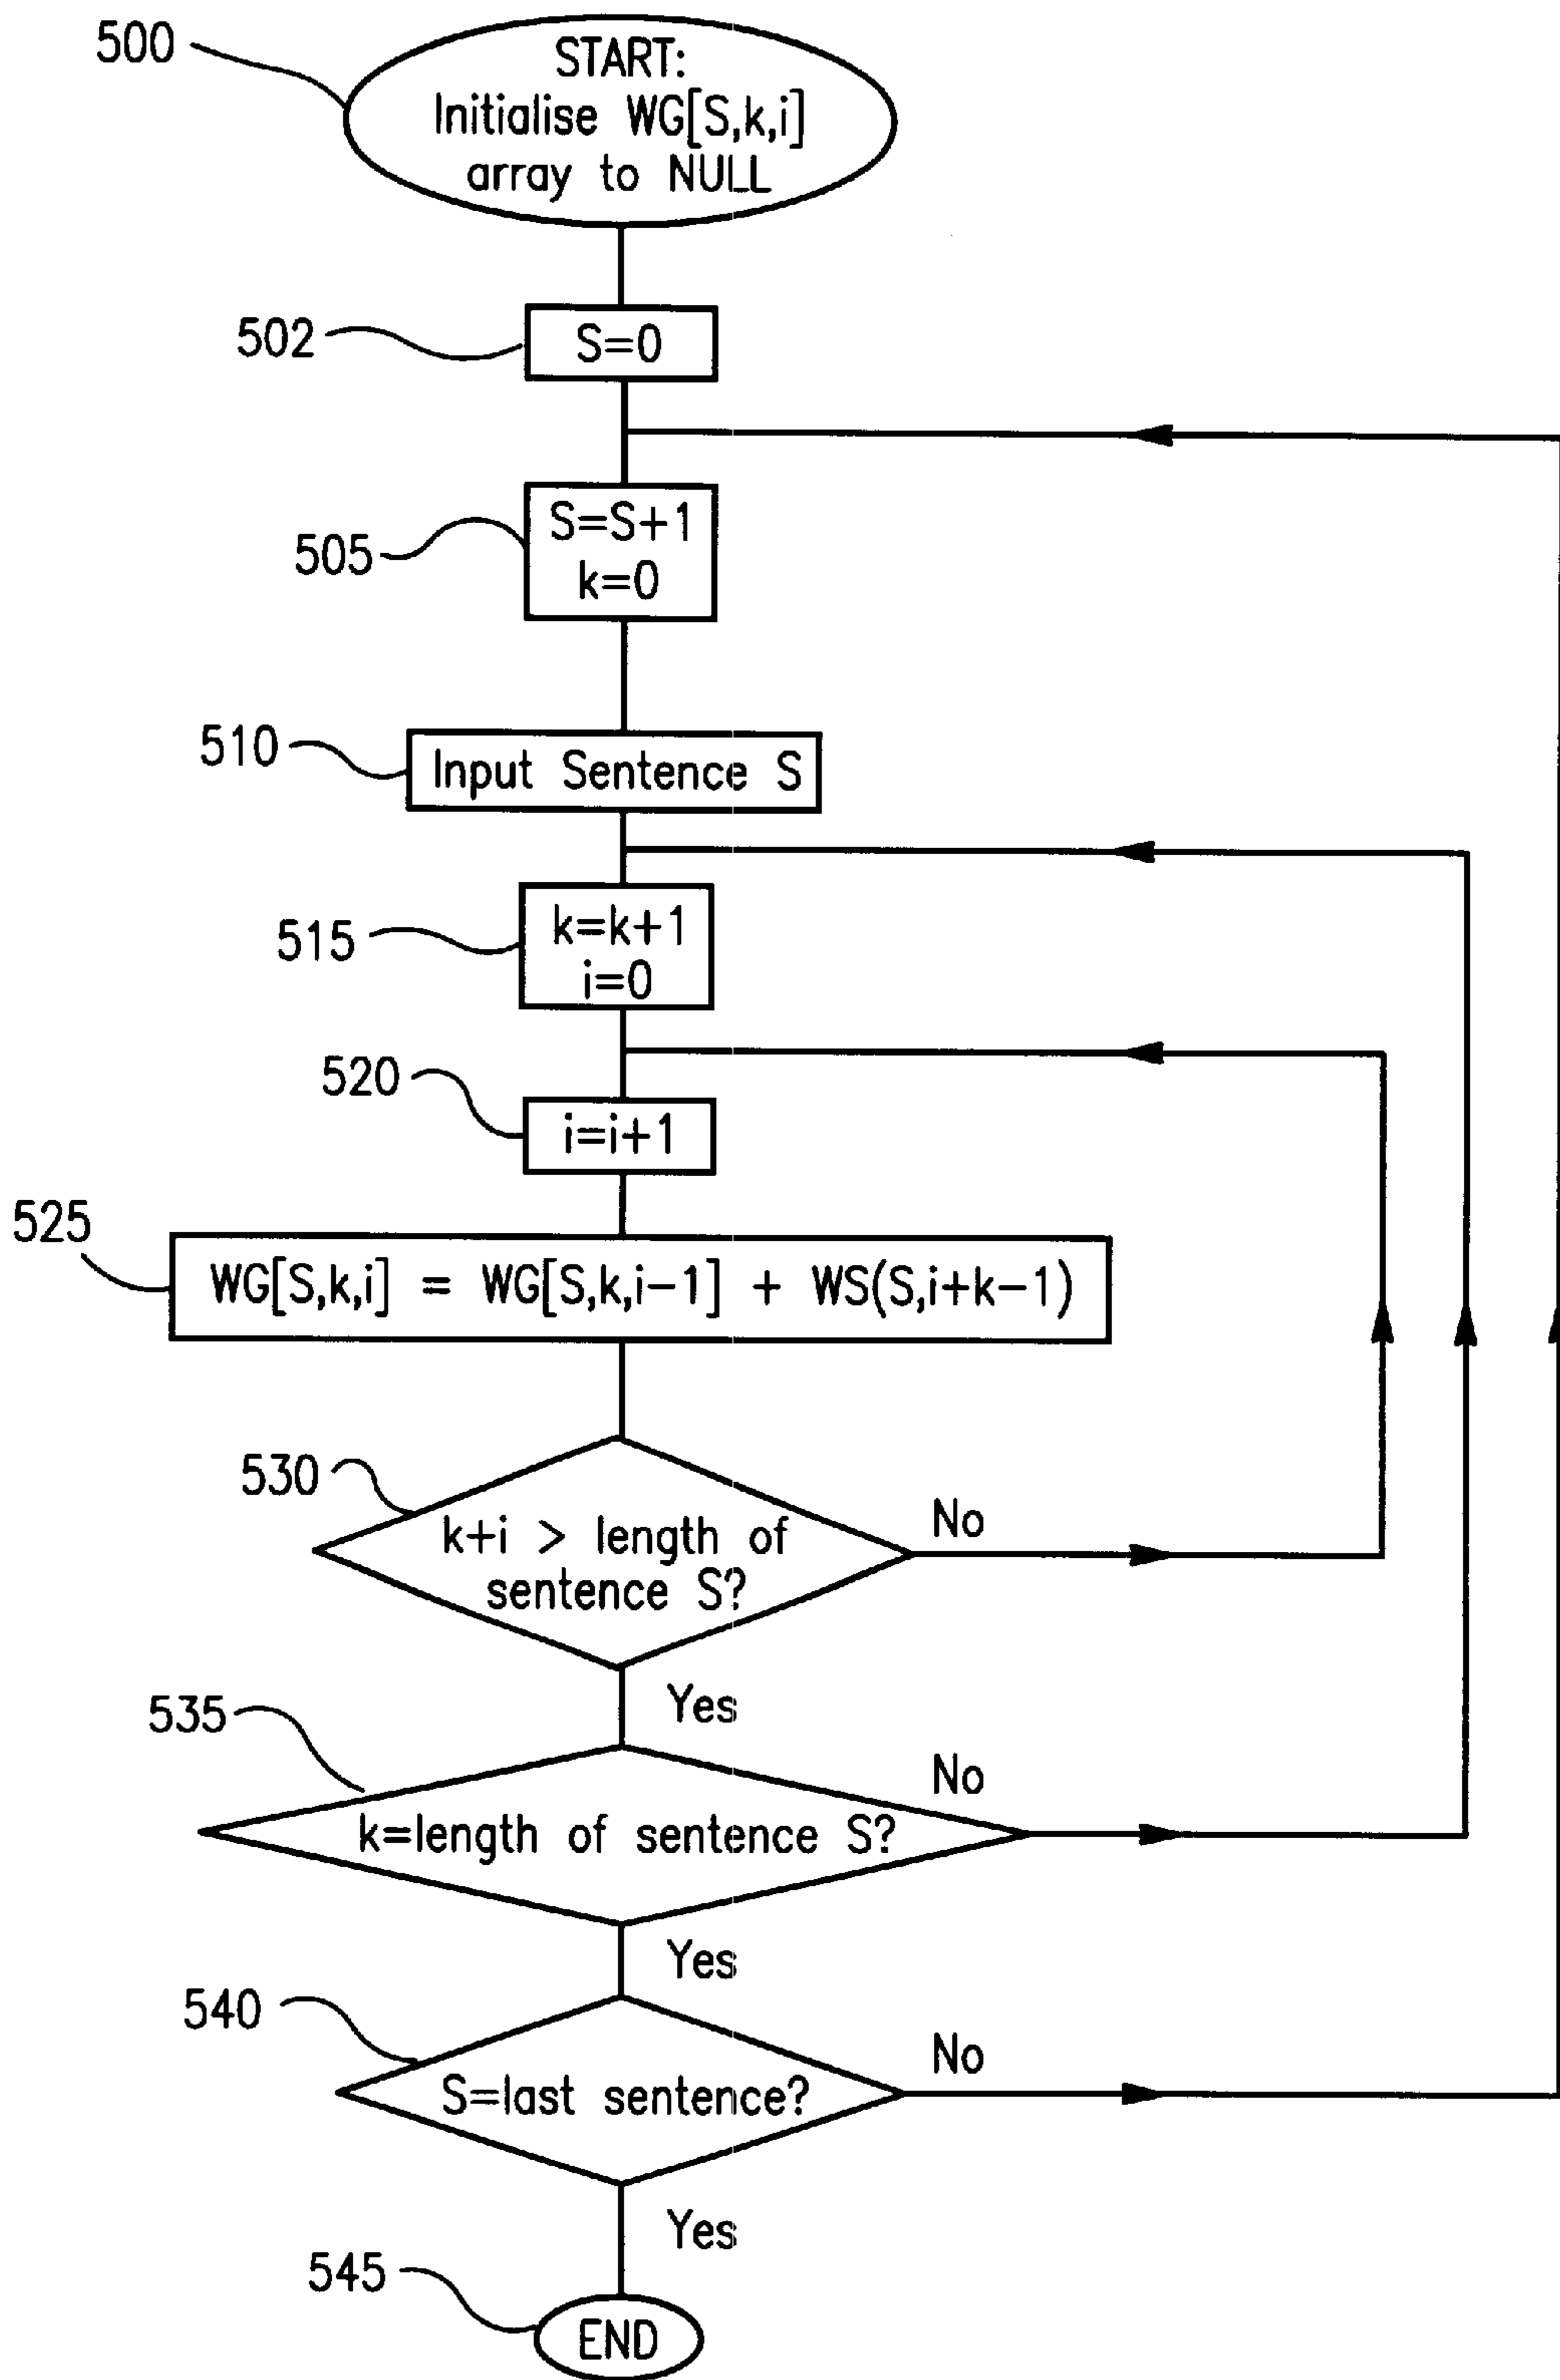 500
START:
Initialise WG[S,k,i]
array to NULL
502
S=0
505
S=S+1
k=0
510
Input Sentence S
515
k=k+1
i=0
520
i=i+1
525
WG[S,k,i] = WG[S,k,i-1] + WS(S,i+k-1)
530
k+i > length of
sentence S?
No
Yes
535
k=length of sentence S?
No
Yes
540
S=last sentence?
No
Yes
545
END